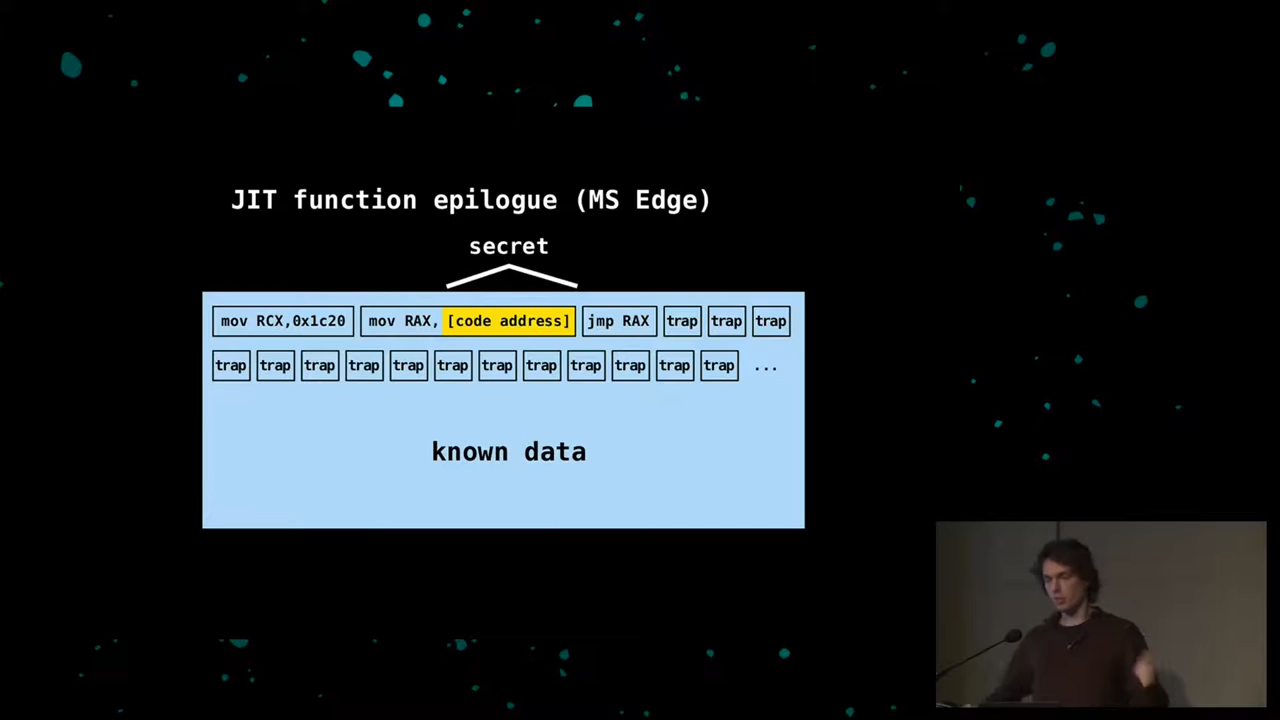 JIT function epilogue (MS Edge)
secret
mov RCX,0x1c20 mov RAX, [code address] jmp RAX trap trap trap
trap trap trap trap trap trap trap trap trap trap trap trap ...
known data